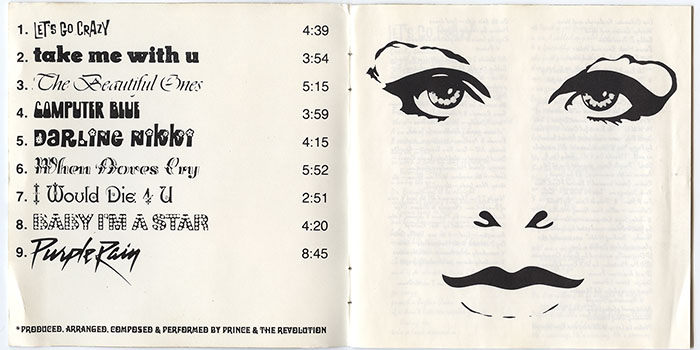 1. LET'S GO CRAZY 4:39
2. take me with u 3:54
3. The Beautiful Ones 5:15
4. COMPUTER BLUE 3:59
5. DARLING NIKKI 4:15
6. When Doves Cry 5:52
7. I Would Die 4 U 2:51
8. BABY I'M A STAR 4:20
9. Purple Rain 8:45
*PRODUCED, ARRANGED, COMPOSED & PERFORMED BY PRINCE & THE REVOLUTION